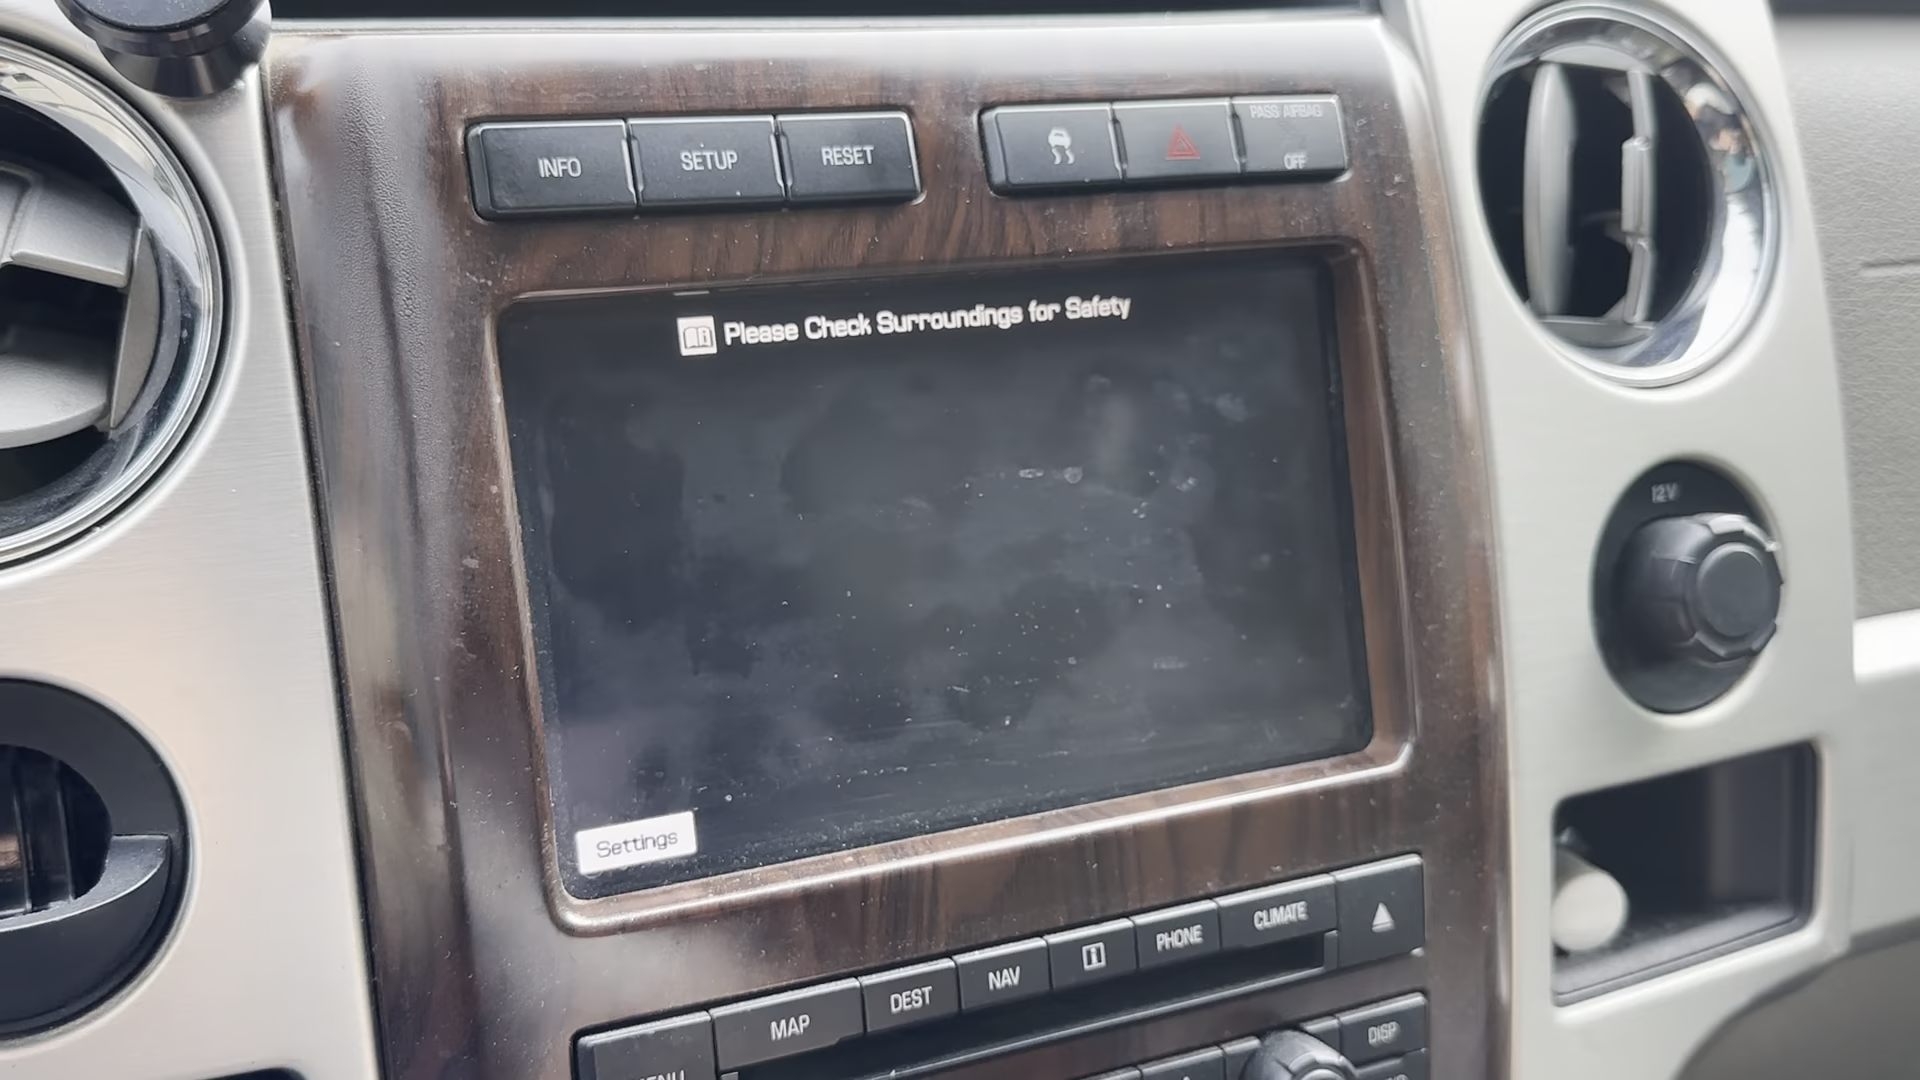 INFO
SETUP
RESET
PASS AIRBAG
OFF
Please Check Surroundings for Safety
12V
Settings
CLIMATE
PHONE
NAV
DEST
MAP
DISP